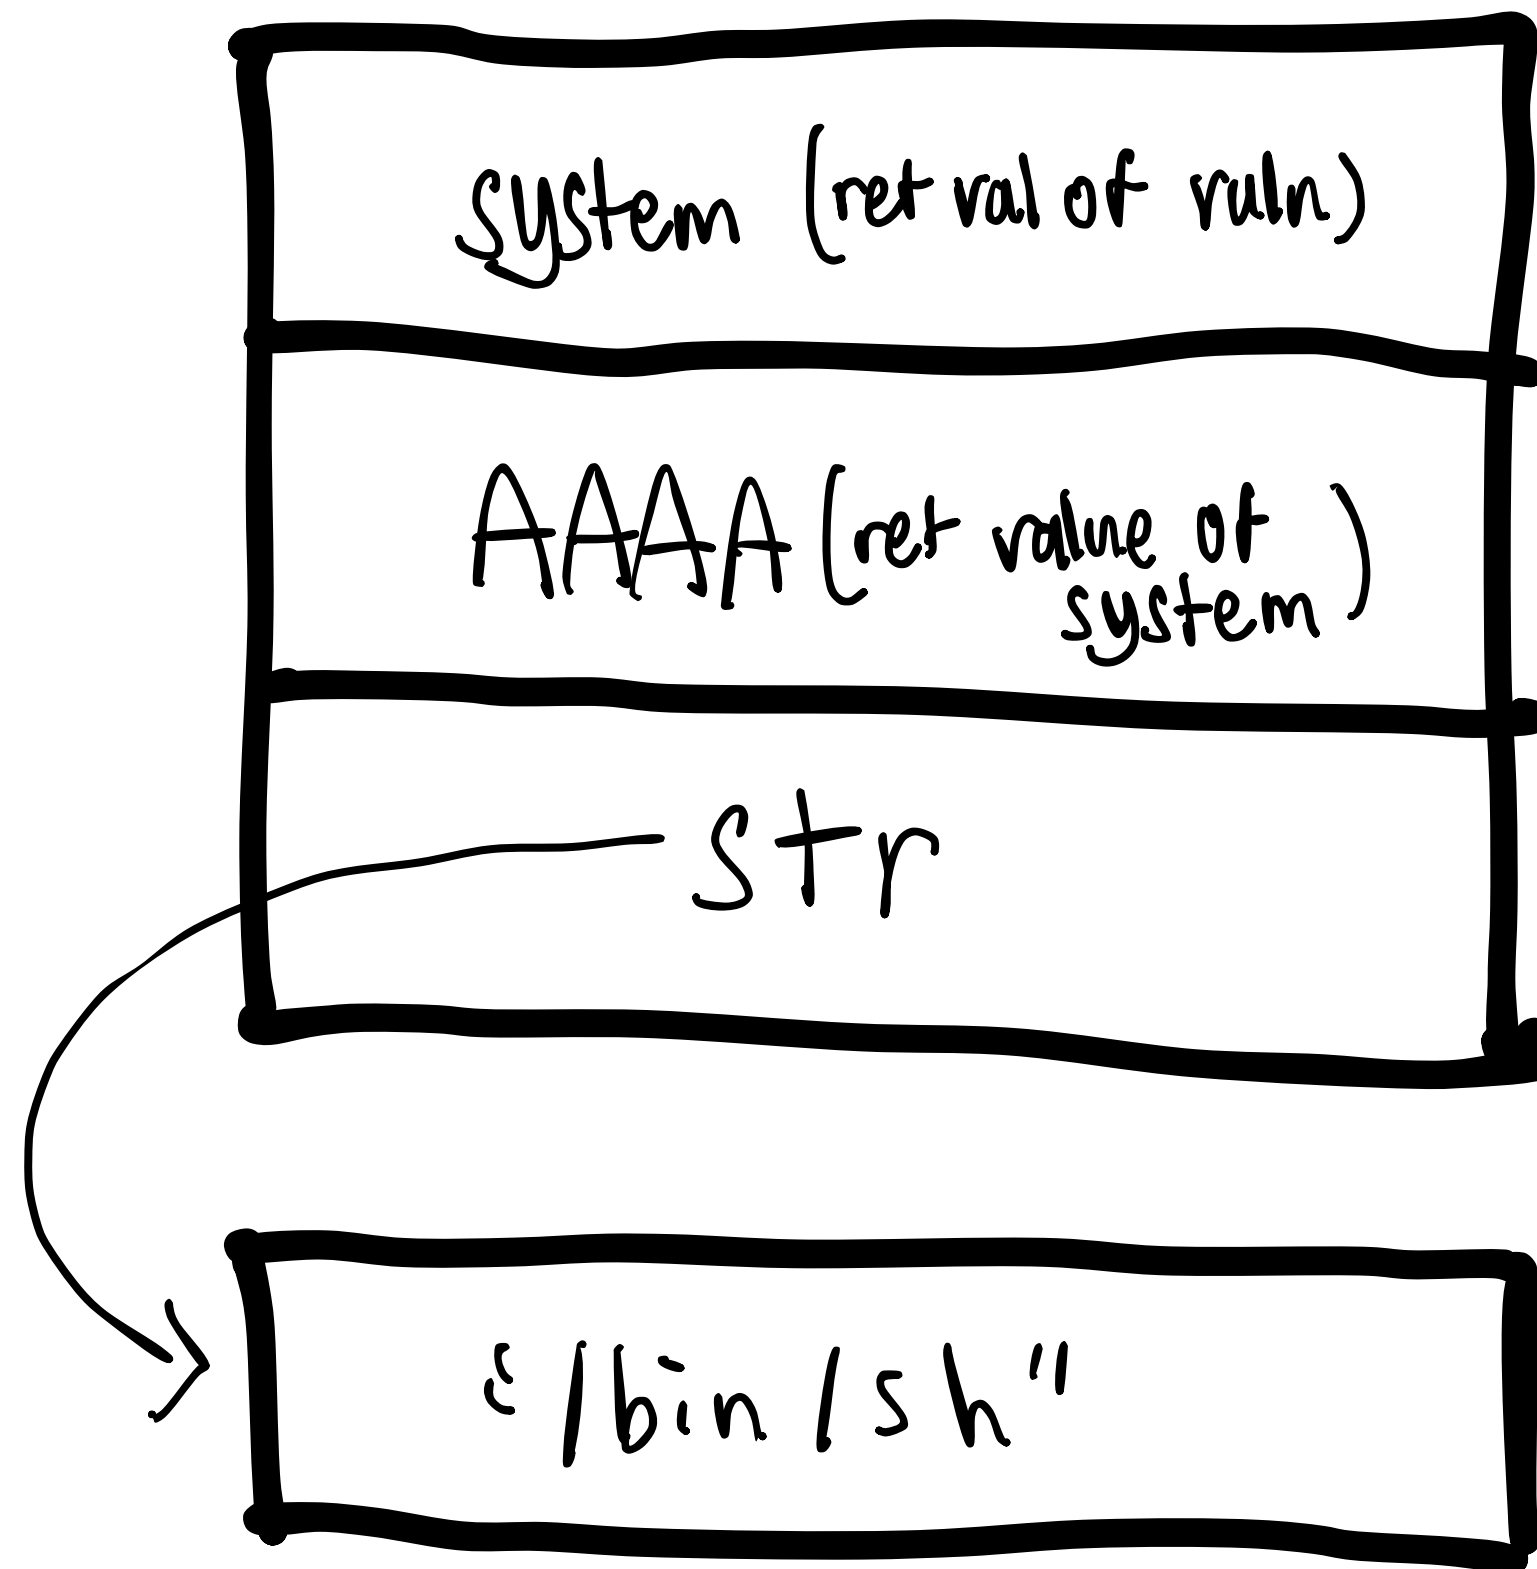 system (ret val of vuln)
AAAA (ret value of
system)
str
"/bin/sh"